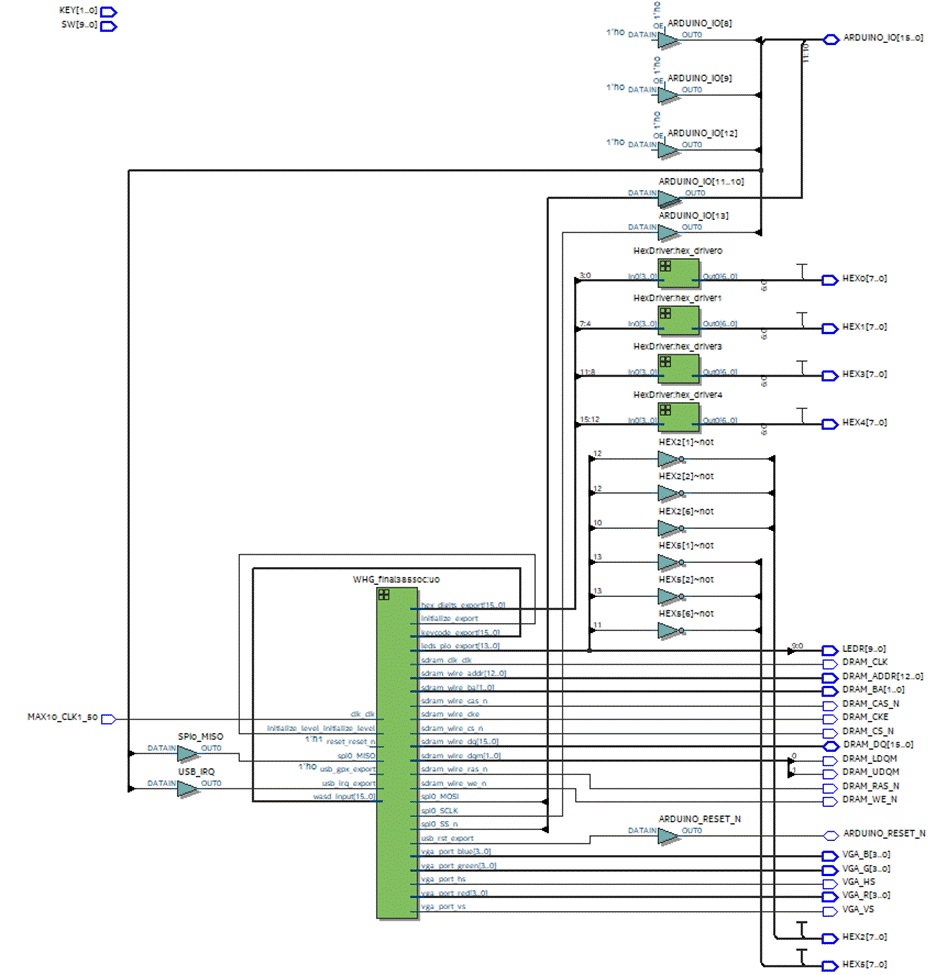 KEY[1..0]
SW[9..0]
1'h0
OE
ARDUINO_IO[8]
1'h0 DATAIN OUT0
ARDUINO_IO[15..0]
11:10
1'h0
OE
ARDUINO_IO[9]
1'h0 DATAIN OUT0
1'h0
OE
ARDUINO_IO[12]
1'h0 DATAIN OUT0
ARDUINO_IO[11..10]
DATAIN OUT0
ARDUINO_IO[13]
DATAIN OUT0
HexDriver:hex_driver0
3:0 In0[3..0] Out0[6..0] 6:0 HEX0[7..0]
HexDriver:hex_driver1
7:4 In0[3..0] Out0[6..0] 6:0 HEX1[7..0]
HexDriver:hex_driver3
11:8 In0[3..0] Out0[6..0] 6:0 HEX3[7..0]
HexDriver:hex_driver4
15:12 In0[3..0] Out0[6..0] 6:0 HEX4[7..0]
HEX2[1]~not
12
HEX2[2]~not
12
HEX2[6]~not
10
HEX5[1]~not
13
HEX5[2]~not
13
HEX5[6]~not
11
WHG_final385soc:u0
hex_digits_export[15..0]
initialize_export
keycode_export[15..0]
leds_pio_export[13..0] 9:0 LEDR[9..0]
sdram_clk_clk DRAM_CLK
sdram_wire_addr[12..0] DRAM_ADDR[12..0]
sdram_wire_ba[1..0] DRAM_BA[1..0]
sdram_wire_cas_n DRAM_CAS_N
MAX10_CLK1_50 clk_clk sdram_wire_cke DRAM_CKE
initialize_level_initialize_level sdram_wire_cs_n DRAM_CS_N
1'h1 reset_reset_n sdram_wire_dq[15..0] DRAM_DQ[15..0]
SPI0_MISO
DATAIN OUT0 spi0_MISO sdram_wire_dqm[1..0] 0 DRAM_LDQM
1'h0 usb_gpx_export sdram_wire_ras_n 1 DRAM_UDQM
USB_IRQ
DATAIN OUT0 usb_irq_export sdram_wire_we_n DRAM_RAS_N
wasd_input[15..0] spi0_MOSI DRAM_WE_N
spi0_SCLK
spi0_SS_n
ARDUINO_RESET_N
usb_rst_export DATAIN OUT0 ARDUINO_RESET_N
vga_port_blue[3..0] VGA_B[3..0]
vga_port_green[3..0] VGA_G[3..0]
vga_port_hs VGA_HS
vga_port_red[3..0] VGA_R[3..0]
vga_port_vs VGA_VS
HEX2[7..0]
HEX5[7..0]